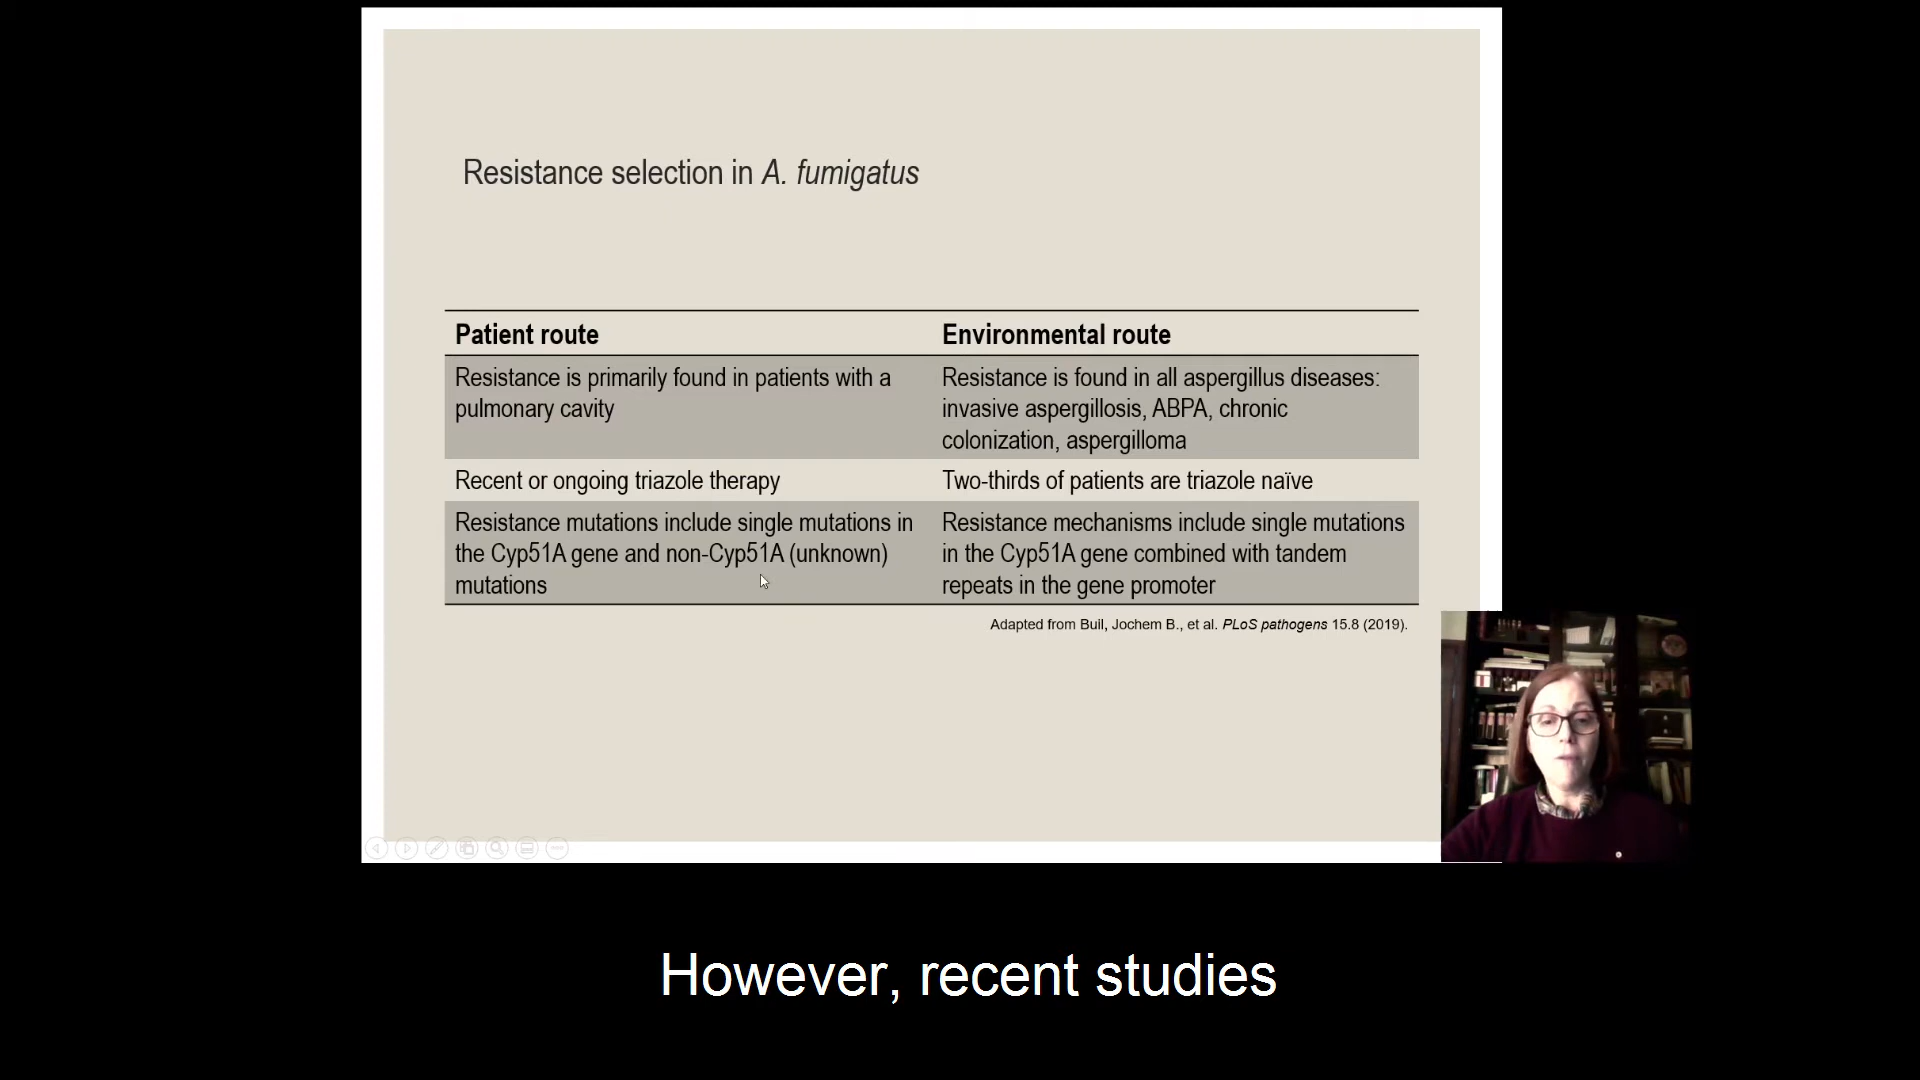 Resistance selection in A. fumigatus
Patient route
Environmental route
Resistance is primarily found in patients with a
pulmonary cavity
Resistance is found in all aspergillus diseases:
invasive aspergillosis, ABPA, chronic
colonization, aspergilloma
Recent or ongoing triazole therapy
Two-thirds of patients are triazole naïve
Resistance mutations include single mutations in
the Cyp51A gene and non-Cyp51A (unknown)
mutations
Resistance mechanisms include single mutations
in the Cyp51A gene combined with tandem
repeats in the gene promoter
Adapted from Buil, Jochem B., et al. PLoS pathogens 15.8 (2019).
However, recent studies